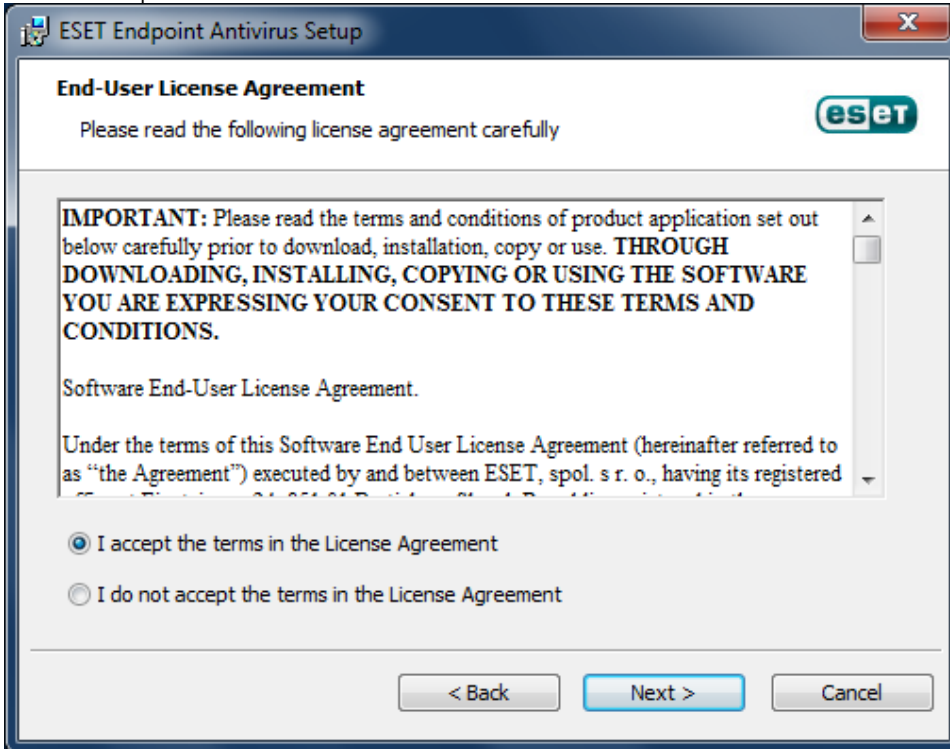 ESET Endpoint Antivirus Setup
End-User License Agreement
Please read the following license agreement carefully
eseT
IMPORTANT: Please read the terms and conditions of product application set out
below carefully prior to download, installation, copy or use. THROUGH
DOWNLOADING, INSTALLING, COPYING OR USING THE SOFTWARE
YOU ARE EXPRESSING YOUR CONSENT TO THESE TERMS AND
CONDITIONS.
Software End-User License Agreement.
Under the terms of this Software End User License Agreement (hereinafter referred to
as “the Agreement”) executed by and between ESET, spol. s r. o., having its registered
I accept the terms in the License Agreement
I do not accept the terms in the License Agreement
< Back
Next >
Cancel